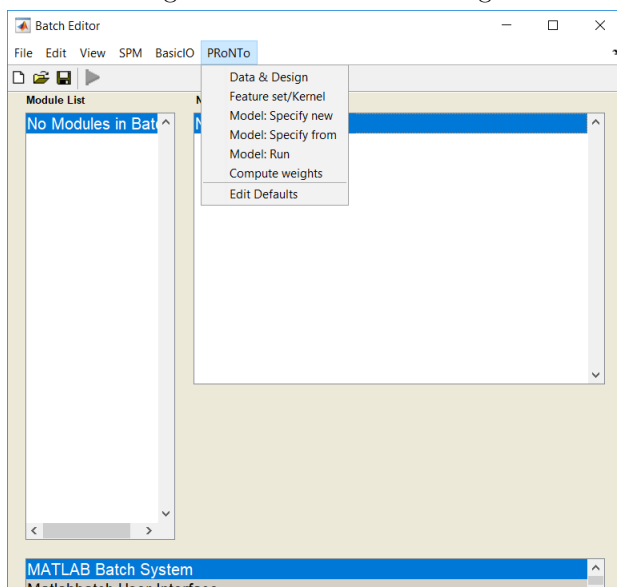 Batch Editor
File Edit View SPM BasicIO PRoNTo
Module List
No Modules in Bat
Data & Design
Feature set/Kernel
Model: Specify new
Model: Specify from
Model: Run
Compute weights
Edit Defaults
MATLAB Batch System